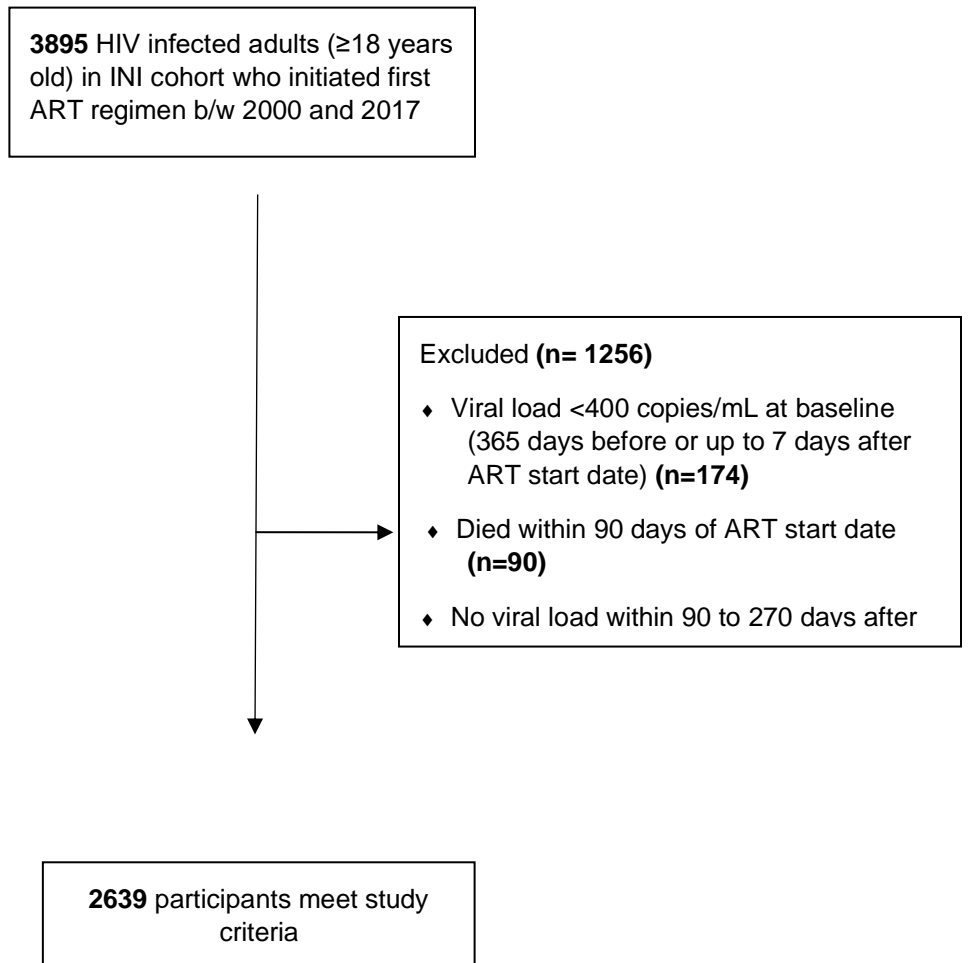 3895 HIV infected adults (≥18 years
old) in INI cohort who initiated first
ART regimen b/w 2000 and 2017
Excluded (n= 1256)
♦ Viral load <400 copies/mL at baseline
(365 days before or up to 7 days after
ART start date) (n=174)
♦ Died within 90 days of ART start date
(n=90)
♦ No viral load within 90 to 270 days after
2639 participants meet study
criteria